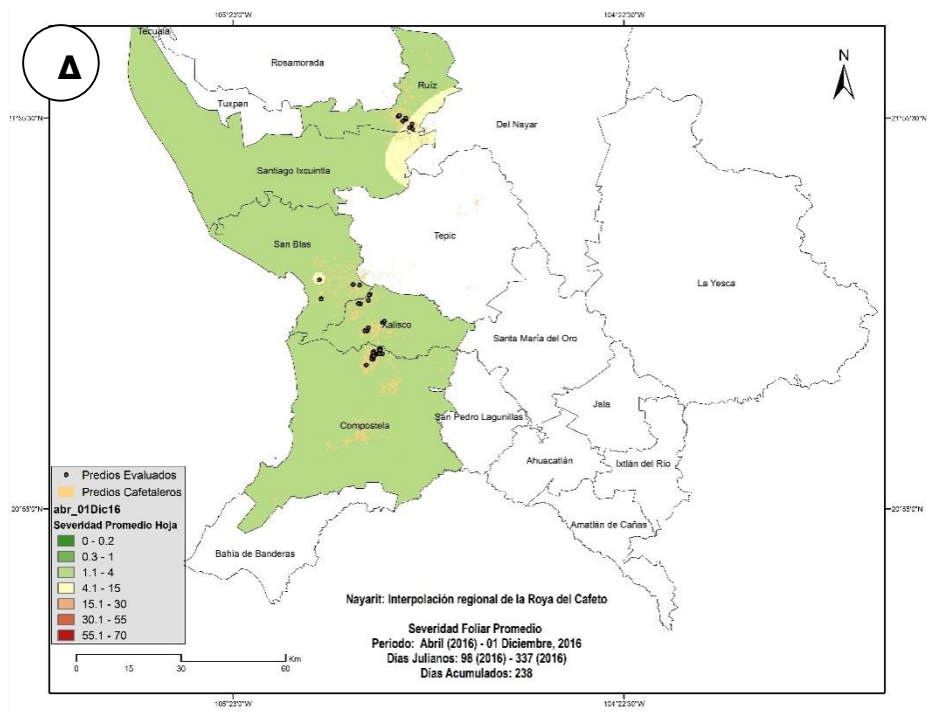 105°23'0"W
104°22'30"W
Δ
Tecuala
Rosamorada
Ruíz
N
Tuxpan
21°55'30"N
Del Nayar
Santiago Ixcuintla
Tepic
San Blas
La Yesca
Xalisco
Santa María del Oro
Jala
San Pedro Lagunillas
Compostela
Ahuacatlán
Ixtlán del Río
Predios Evaluados
Predios Cafetaleros
abr_01Dic16
Severidad Promedio Hoja
0 - 0.2
0.3 - 1
1.1 - 4
4.1 - 15
15.1 - 30
30.1 - 55
55.1 - 70
20°55'0"N
20°55'0"N
Amatlán de Cañas
Bahía de Banderas
Nayarit: Interpolación regional de la Roya del Cafeto
Severidad Foliar Promedio
Periodo: Abril (2016) - 01 Diciembre, 2016
Días Julianos: 98 (2016) - 337 (2016)
Días Acumulados: 238
Km
0 15 30 60
105°23'0"W
104°22'30"W